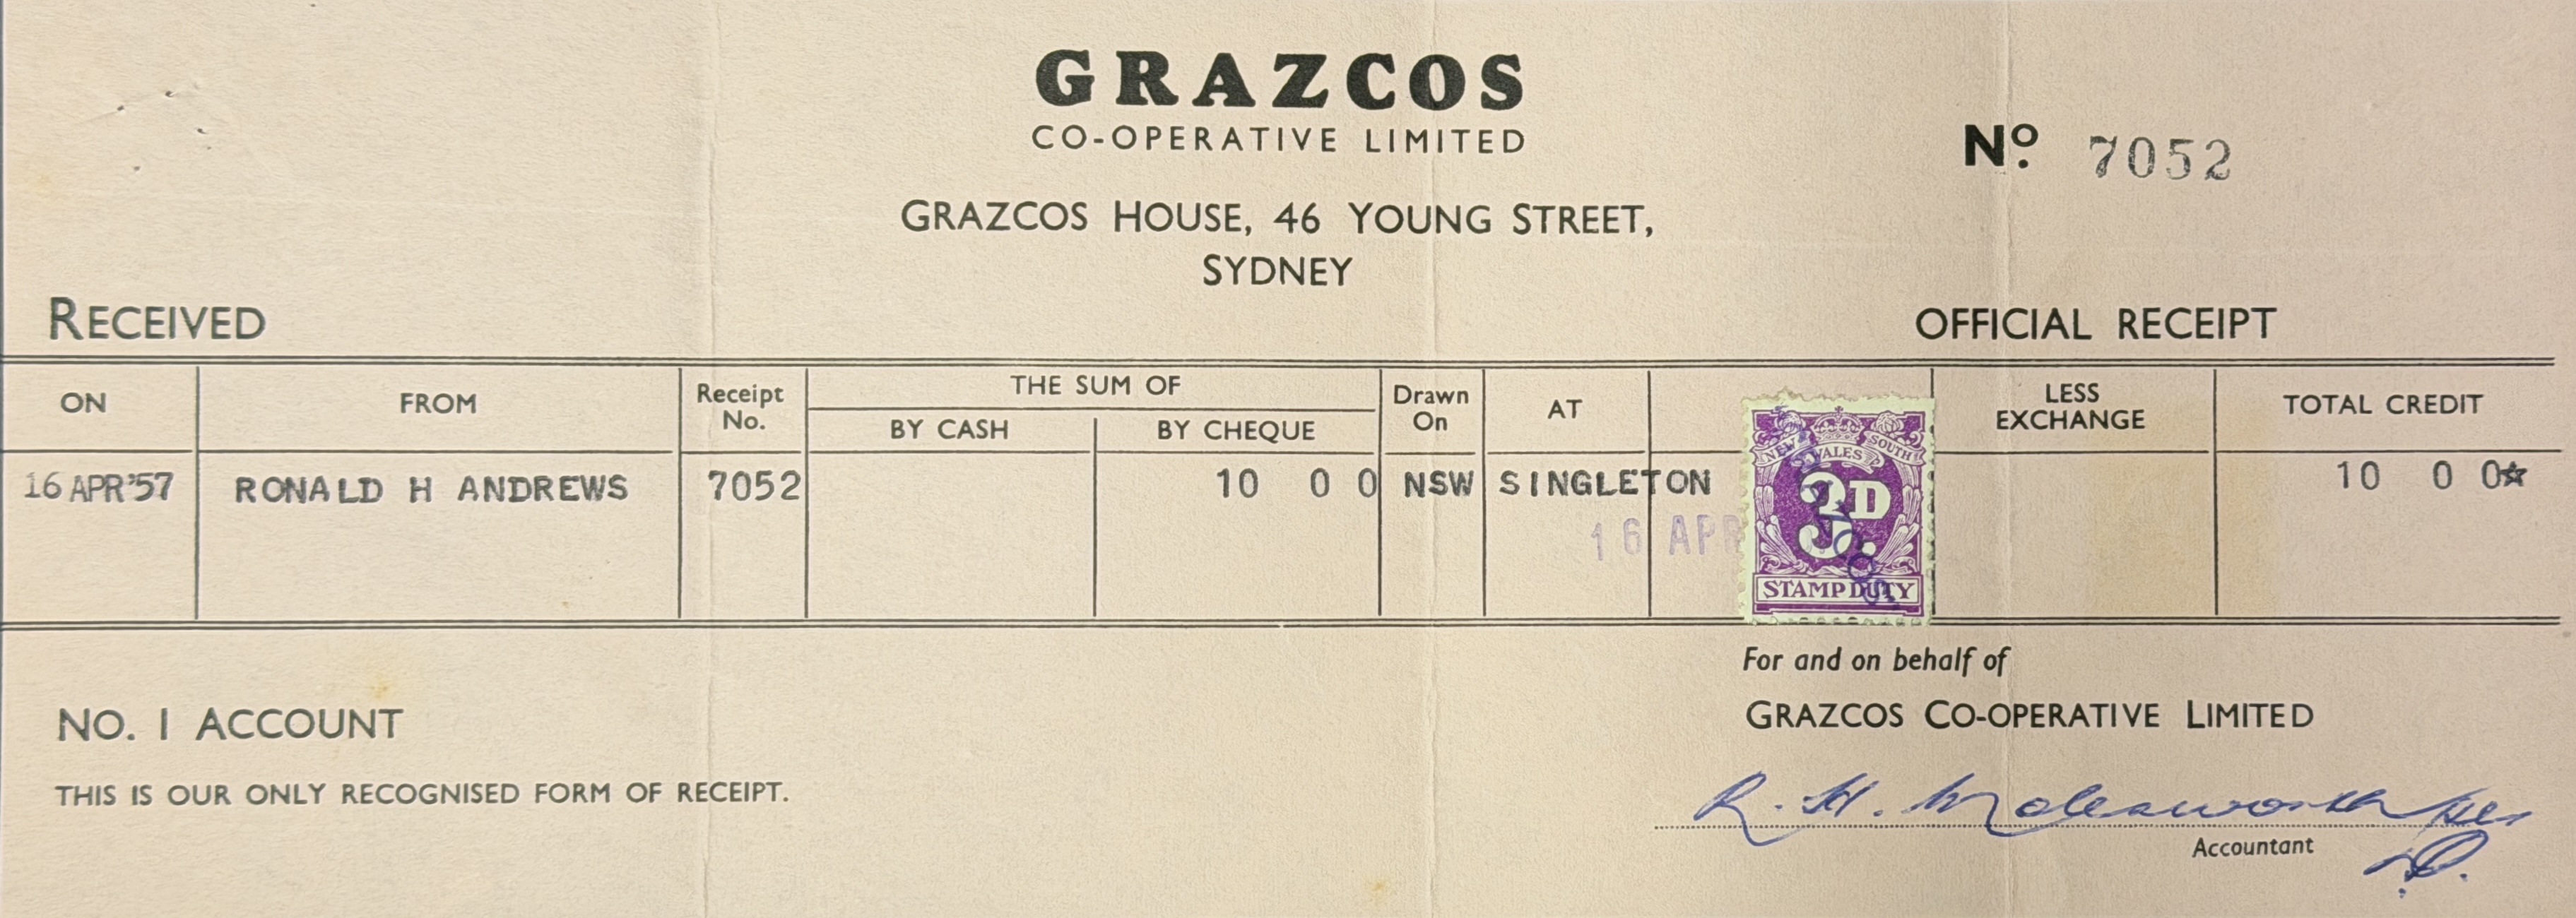 GRAZCOS
CO-OPERATIVE LIMITED
Nº. 7052
GRAZCOS HOUSE, 46 YOUNG STREET,
SYDNEY
RECEIVED
OFFICIAL RECEIPT
ON FROM Receipt No. THE SUM OF BY CASH BY CHEQUE Drawn On AT LESS EXCHANGE TOTAL CREDIT
16 APR'57 RONALD H ANDREWS 7052 10 0 0 NSW SINGLETON 10 0 0☆
16 APR
NEW SOUTH WALES
3D.
STAMP DUTY
GRAZCOS
For and on behalf of
NO. 1 ACCOUNT
GRAZCOS CO-OPERATIVE LIMITED
THIS IS OUR ONLY RECOGNISED FORM OF RECEIPT.
R. H. Molesworth
Accountant